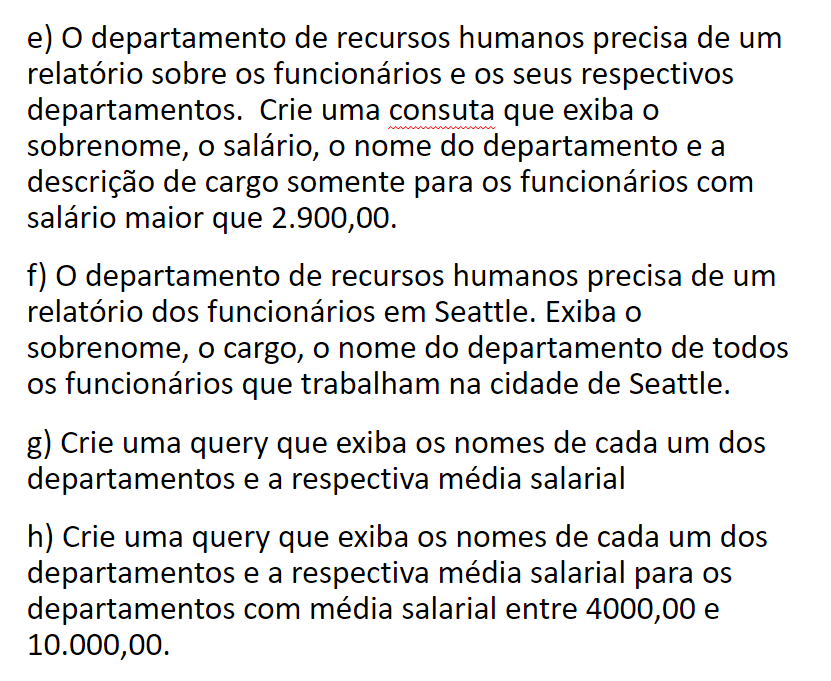 e) O departamento de recursos humanos precisa de um
relatório sobre os funcionários e os seus respectivos
departamentos.  Crie uma consuta que exiba o
sobrenome, o salário, o nome do departamento e a
descrição de cargo somente para os funcionários com
salário maior que 2.900,00.
f) O departamento de recursos humanos precisa de um
relatório dos funcionários em Seattle. Exiba o
sobrenome, o cargo, o nome do departamento de todos
os funcionários que trabalham na cidade de Seattle.
g) Crie uma query que exiba os nomes de cada um dos
departamentos e a respectiva média salarial
h) Crie uma query que exiba os nomes de cada um dos
departamentos e a respectiva média salarial para os
departamentos com média salarial entre 4000,00 e
10.000,00.